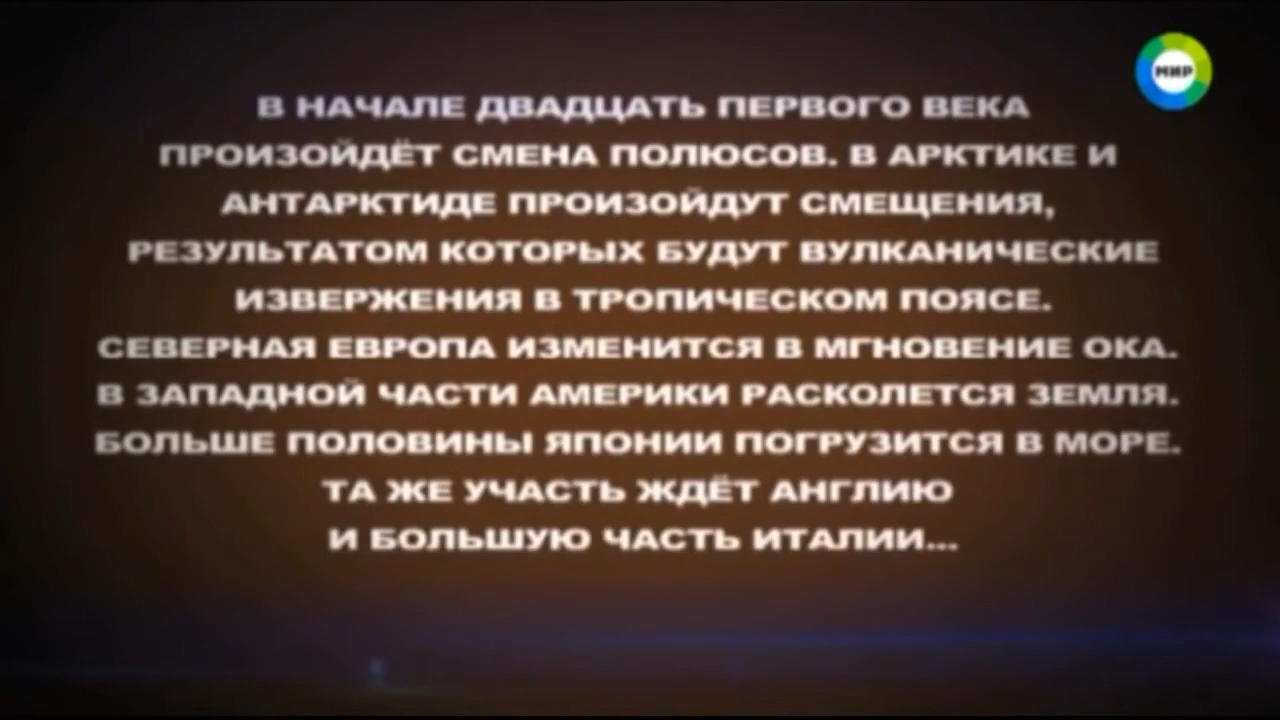 МИР
В НАЧАЛЕ ДВАДЦАТЬ ПЕРВОГО ВЕКА
ПРОИЗОЙДЁТ СМЕНА ПОЛЮСОВ. В АРКТИКЕ И
АНТАРКТИДЕ ПРОИЗОЙДУТ СМЕЩЕНИЯ,
РЕЗУЛЬТАТОМ КОТОРЫХ БУДУТ ВУЛКАНИЧЕСКИЕ
ИЗВЕРЖЕНИЯ В ТРОПИЧЕСКОМ ПОЯСЕ.
СЕВЕРНАЯ ЕВРОПА ИЗМЕНИТСЯ В МГНОВЕНИЕ ОКА.
В ЗАПАДНОЙ ЧАСТИ АМЕРИКИ РАСКОЛЕТСЯ ЗЕМЛЯ.
БОЛЬШЕ ПОЛОВИНЫ ЯПОНИИ ПОГРУЗИТСЯ В МОРЕ.
ТА ЖЕ УЧАСТЬ ЖДЁТ АНГЛИЮ
И БОЛЬШУЮ ЧАСТЬ ИТАЛИИ...